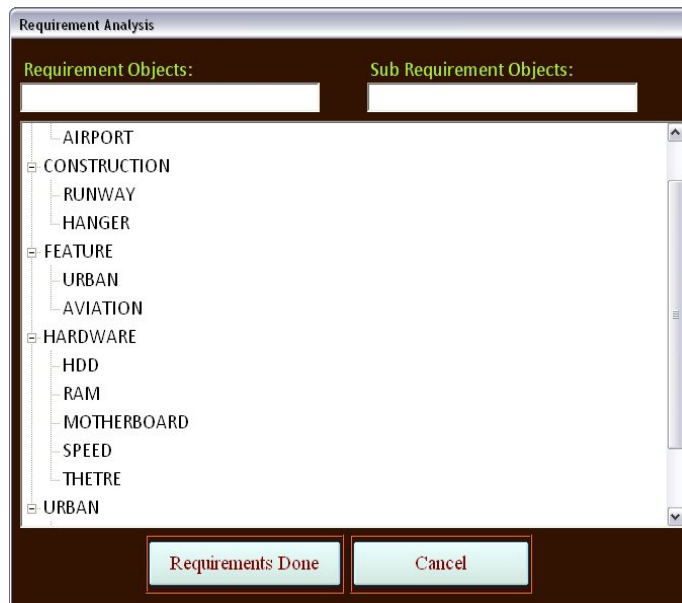 Requirement Analysis
Requirement Objects: Sub Requirement Objects:
AIRPORT
CONSTRUCTION
RUNWAY
HANGER
FEATURE
URBAN
AVIATION
HARDWARE
HDD
RAM
MOTHERBOARD
SPEED
THETRE
URBAN
Requirements Done Cancel